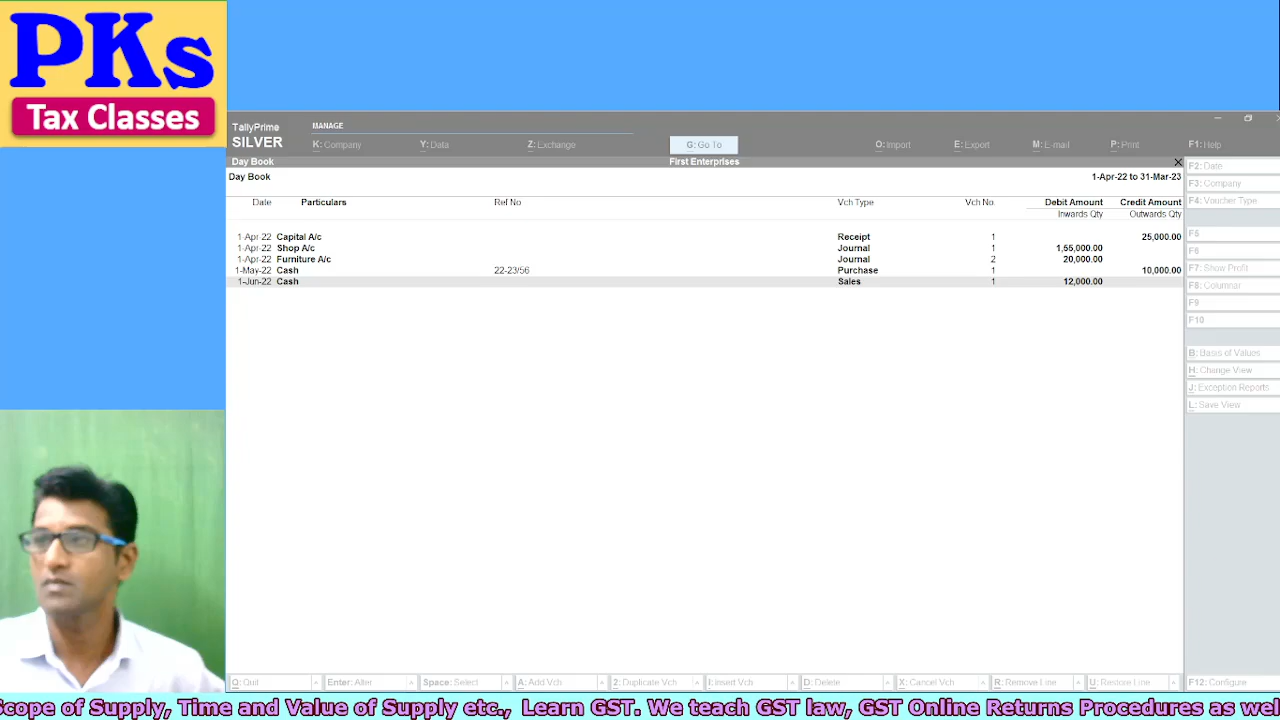 PKs
Tax Classes
TallyPrime
SILVER
MANAGE
K: Company
Y: Data
Z: Exchange
G: Go To
O: Import
E: Export
M: E-mail
P: Print
F1: Help
Day Book
First Enterprises
Day Book
1-Apr-22 to 31-Mar-23
Date Particulars Ref No Vch Type Vch No. Debit Amount Credit Amount
Inwards Qty Outwards Qty
1-Apr-22 Capital A/c Receipt 1 25,000.00
1-Apr-22 Shop A/c Journal 1 1,55,000.00
1-Apr-22 Furniture A/c Journal 2 20,000.00
1-May-22 Cash 22-23/56 Purchase 1 10,000.00
1-Jun-22 Cash Sales 1 12,000.00
F2: Date
F3: Company
F4: Voucher Type
F5
F6
F7: Show Profit
F8: Columnar
F9
F10
B: Basis of Values
H: Change View
J: Exception Reports
L: Save View
Q: Quit
Enter: Alter
Space: Select
A: Add Vch
2: Duplicate Vch
I: Insert Vch
D: Delete
X: Cancel Vch
R: Remove Line
U: Restore Line
F12: Configure
Scope of Supply, Time and Value of Supply etc., Learn GST. We teach GST law, GST Online Returns Procedures as wel